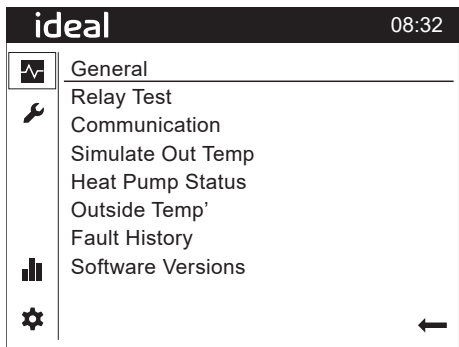 ideal 08:32
General
Relay Test
Communication
Simulate Out Temp
Heat Pump Status
Outside Temp'
Fault History
Software Versions